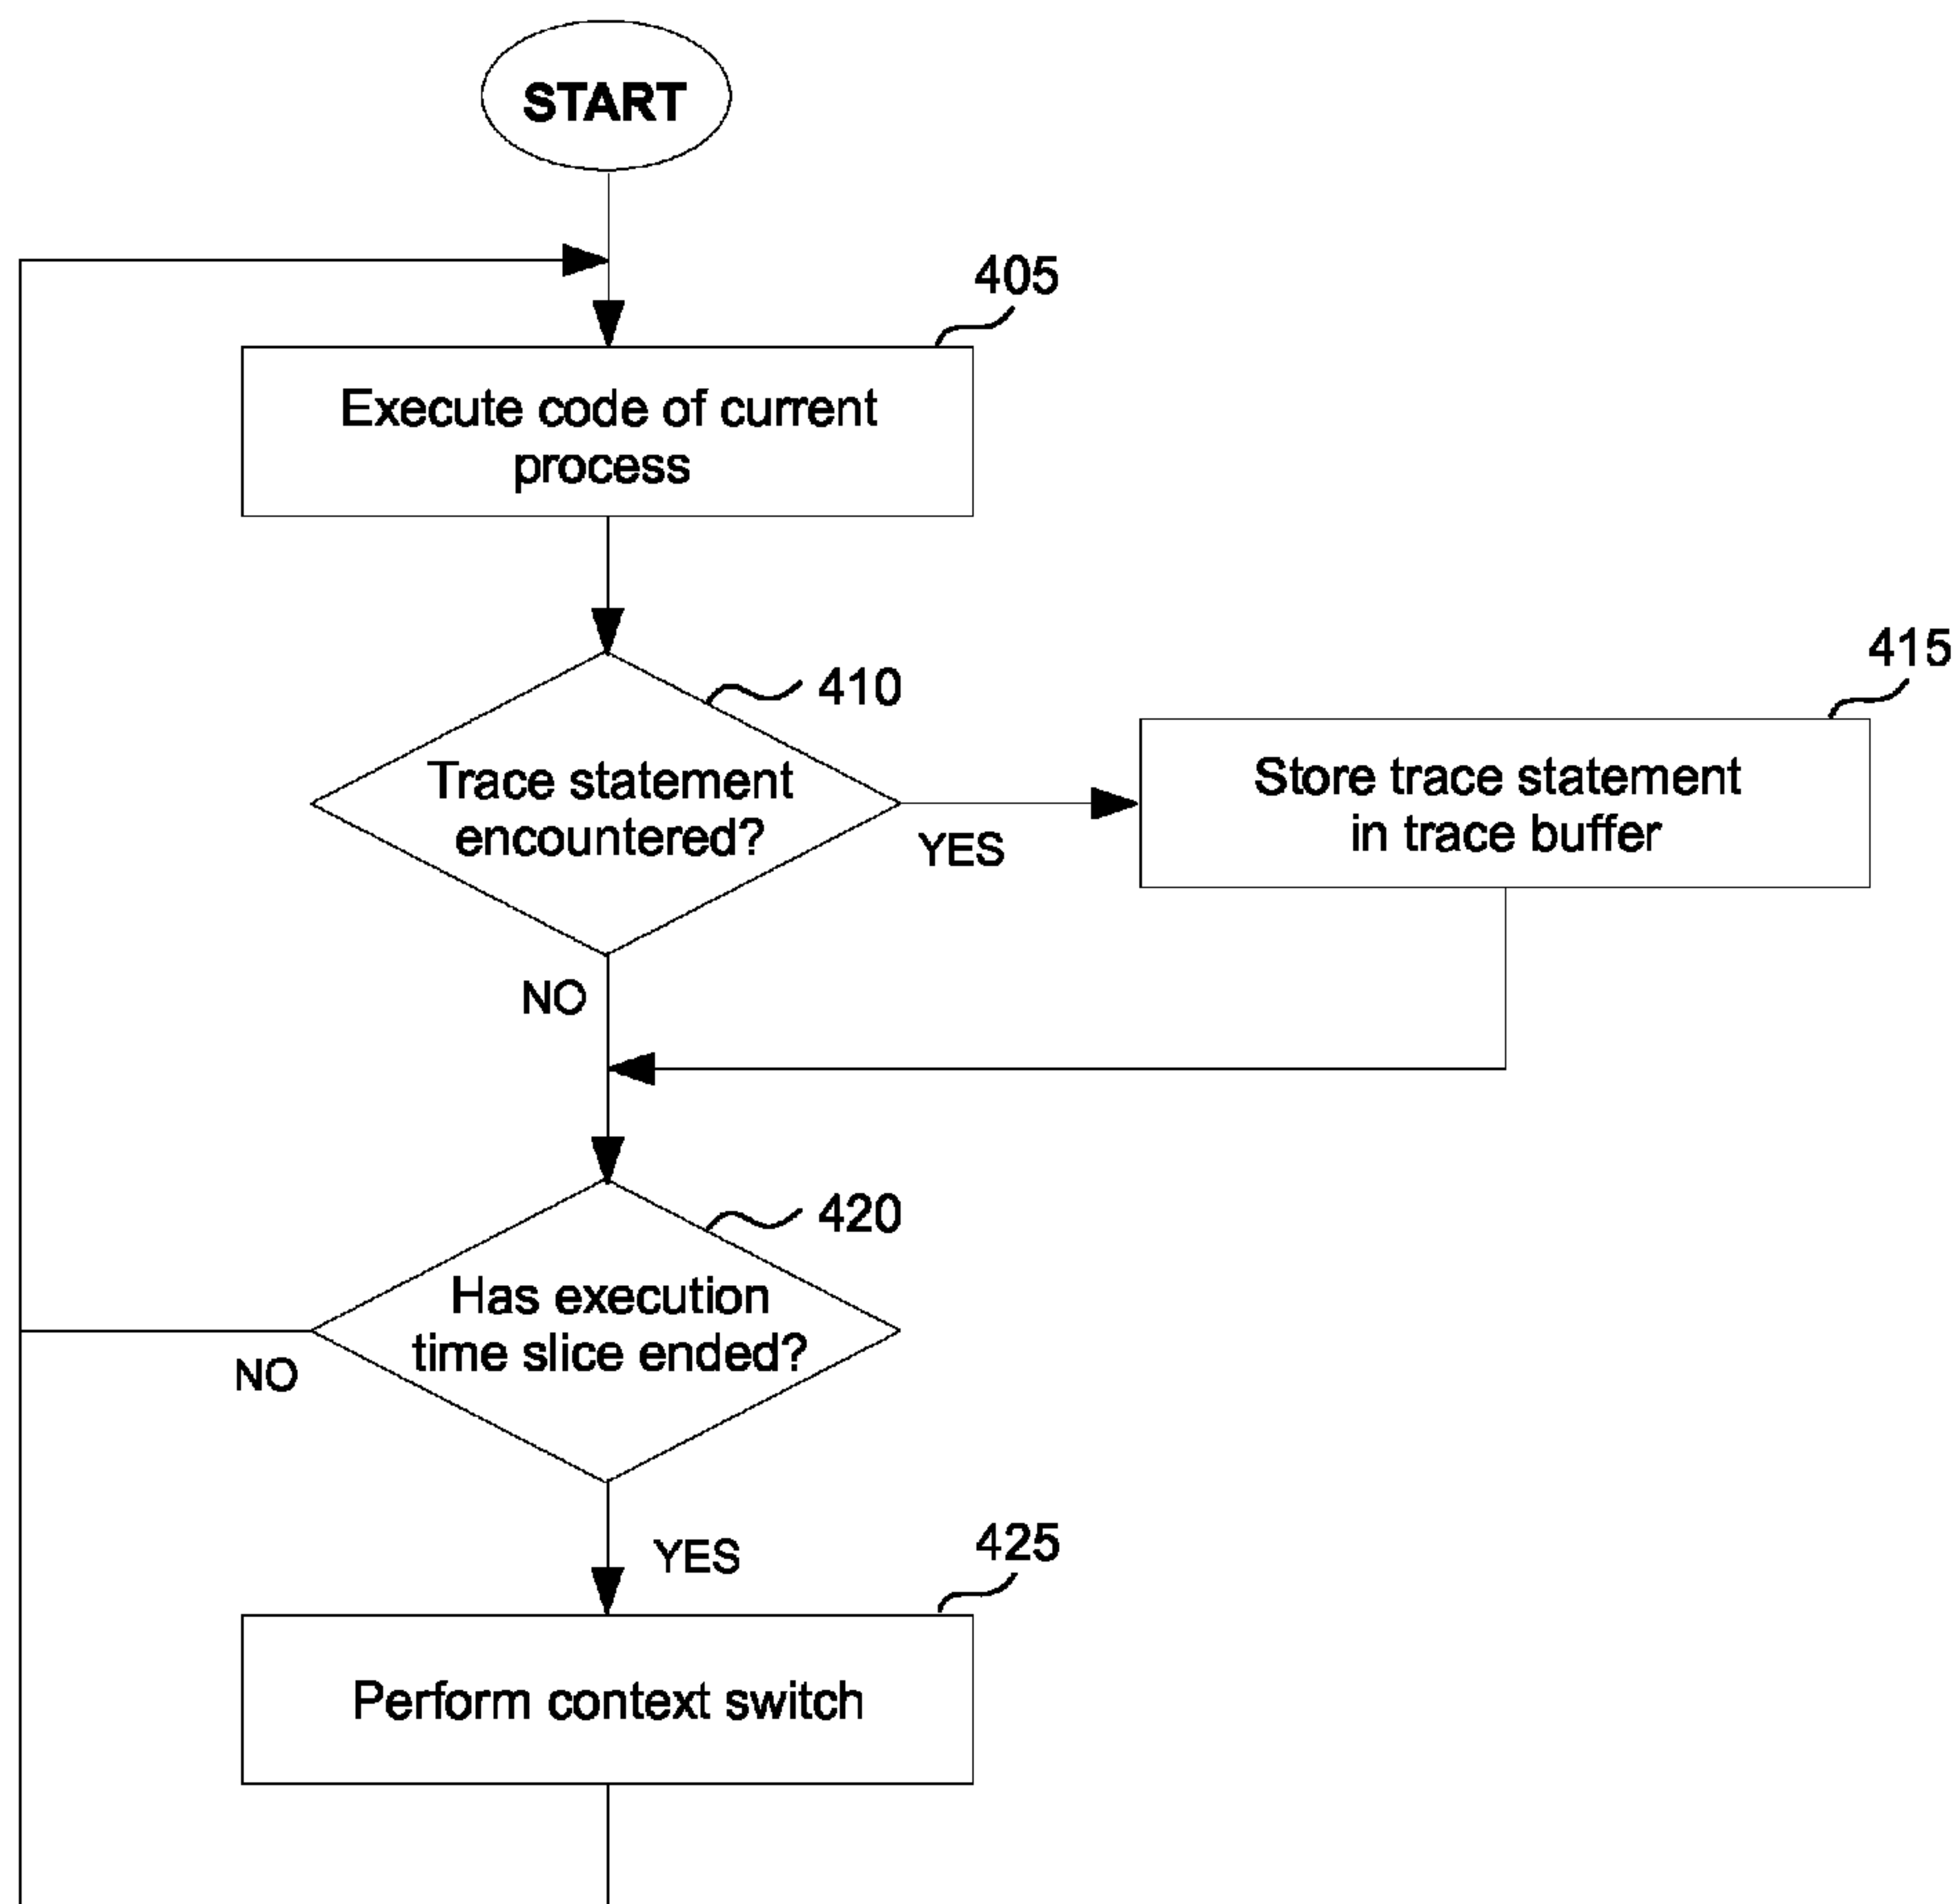 START
405
Execute code of current
process
410
Trace statement
encountered?
YES
415
Store trace statement
in trace buffer
NO
420
Has execution
time slice ended?
NO
YES
425
Perform context switch